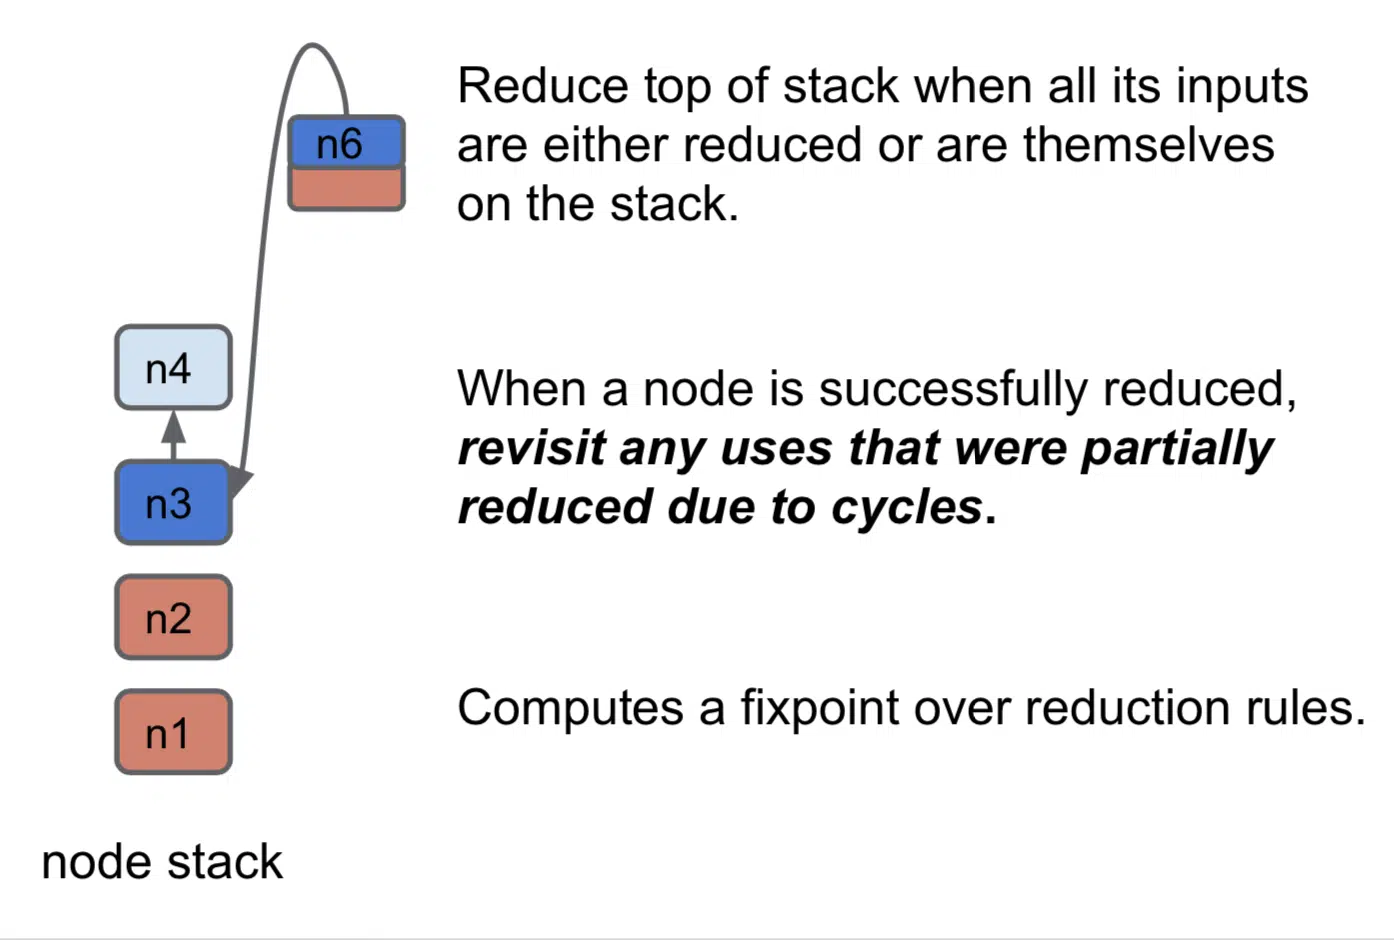 n6
Reduce top of stack when all its inputs
are either reduced or are themselves
on the stack.
n4
When a node is successfully reduced,
revisit any uses that were partially
reduced due to cycles.
n3
n2
n1
Computes a fixpoint over reduction rules.
node stack